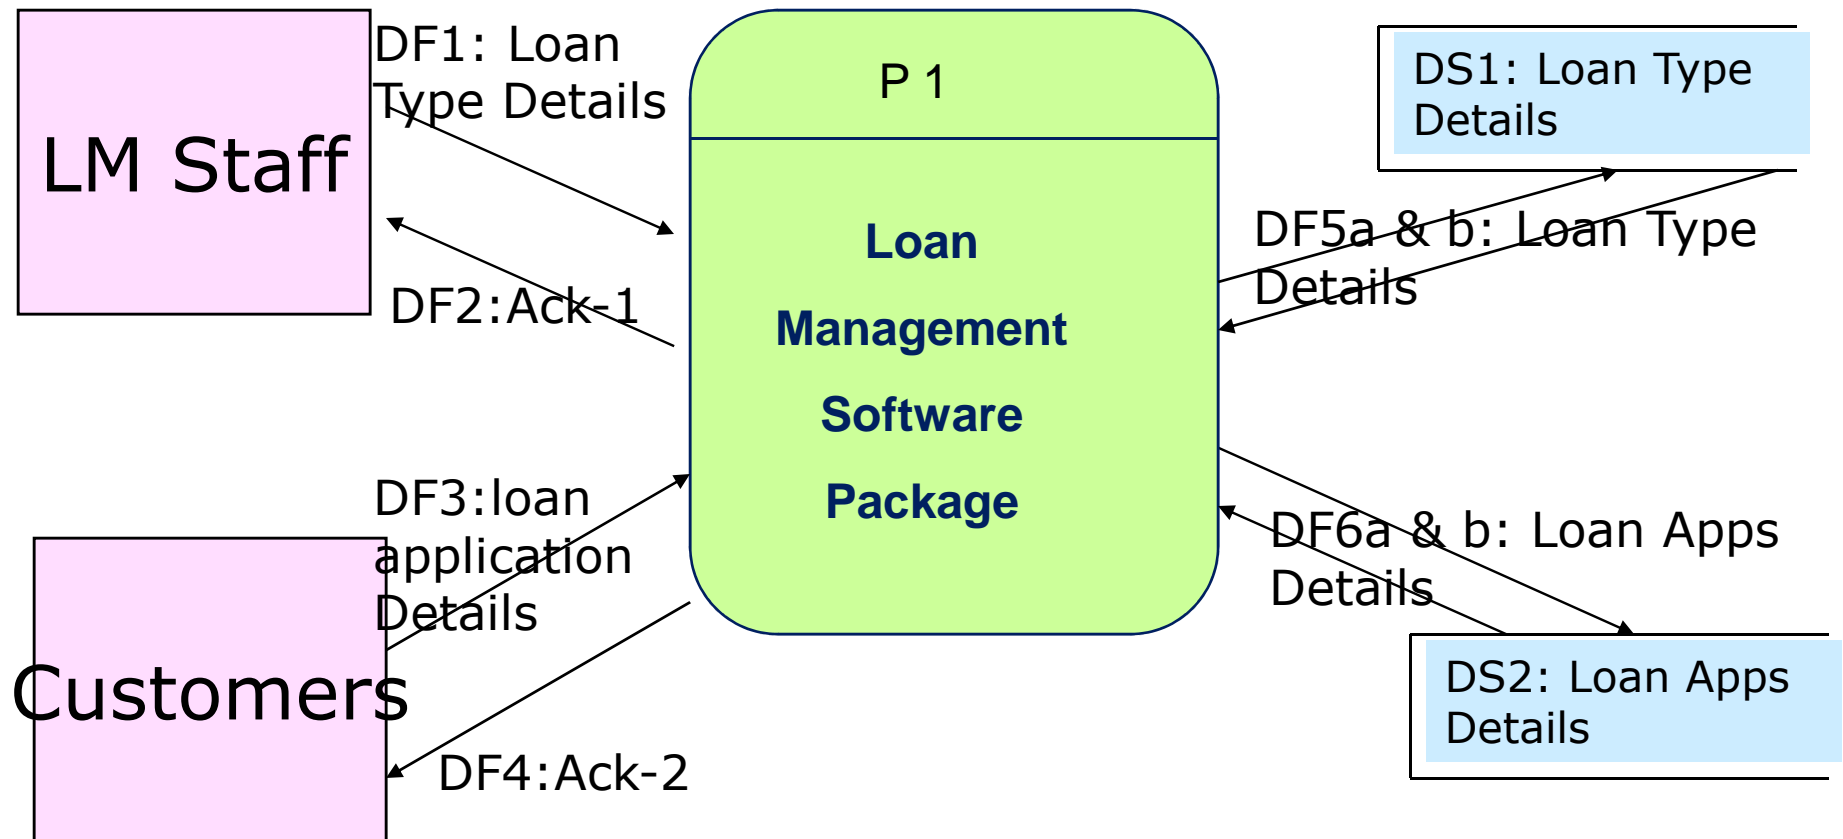 LM Staff
DF1: Loan
Type Details
DF2:Ack-1
P 1
Loan
Management
Software
Package
DS1: Loan Type
Details
DF5a & b: Loan Type
Details
DF3:loan
application
Details
Customers
DF4:Ack-2
DF6a & b: Loan Apps
Details
DS2: Loan Apps
Details